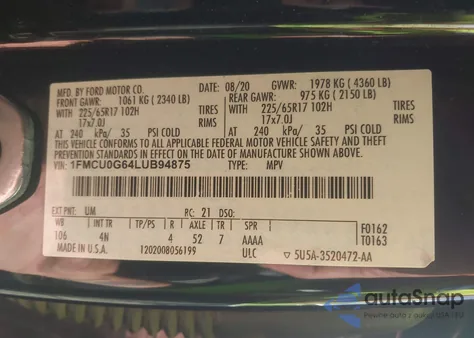 MFD. BY FORD MOTOR CO. 08/20 GVWR: 1978 KG (4360 LB)
FRONT GAWR: 1061 KG (2340 LB) REAR GAWR: 975 KG (2150 LB)
WITH 225/65R17 102H TIRES WITH 225/65R17 102H TIRES
17x7.0J RIMS 17x7.0J RIMS
AT 240 kPa/ 35 PSI COLD AT 240 kPa/ 35 PSI COLD
THIS VEHICLE CONFORMS TO ALL APPLICABLE FEDERAL MOTOR VEHICLE SAFETY
AND THEFT PREVENTION STANDARDS IN EFFECT ON THE DATE OF MANUFACTURE SHOWN ABOVE.
VIN: 1FMCU0G64LUB94875 TYPE: MPV
EXT PNT: UM RC: 21 DSO:
WB INT TR TP/PS R AXLE TR SPR
106 4N 4 52 7 AAAA F0162
T0163
MADE IN U.S.A. 1202008056199 ULC 5U5A-3520472-AA
autoSnap